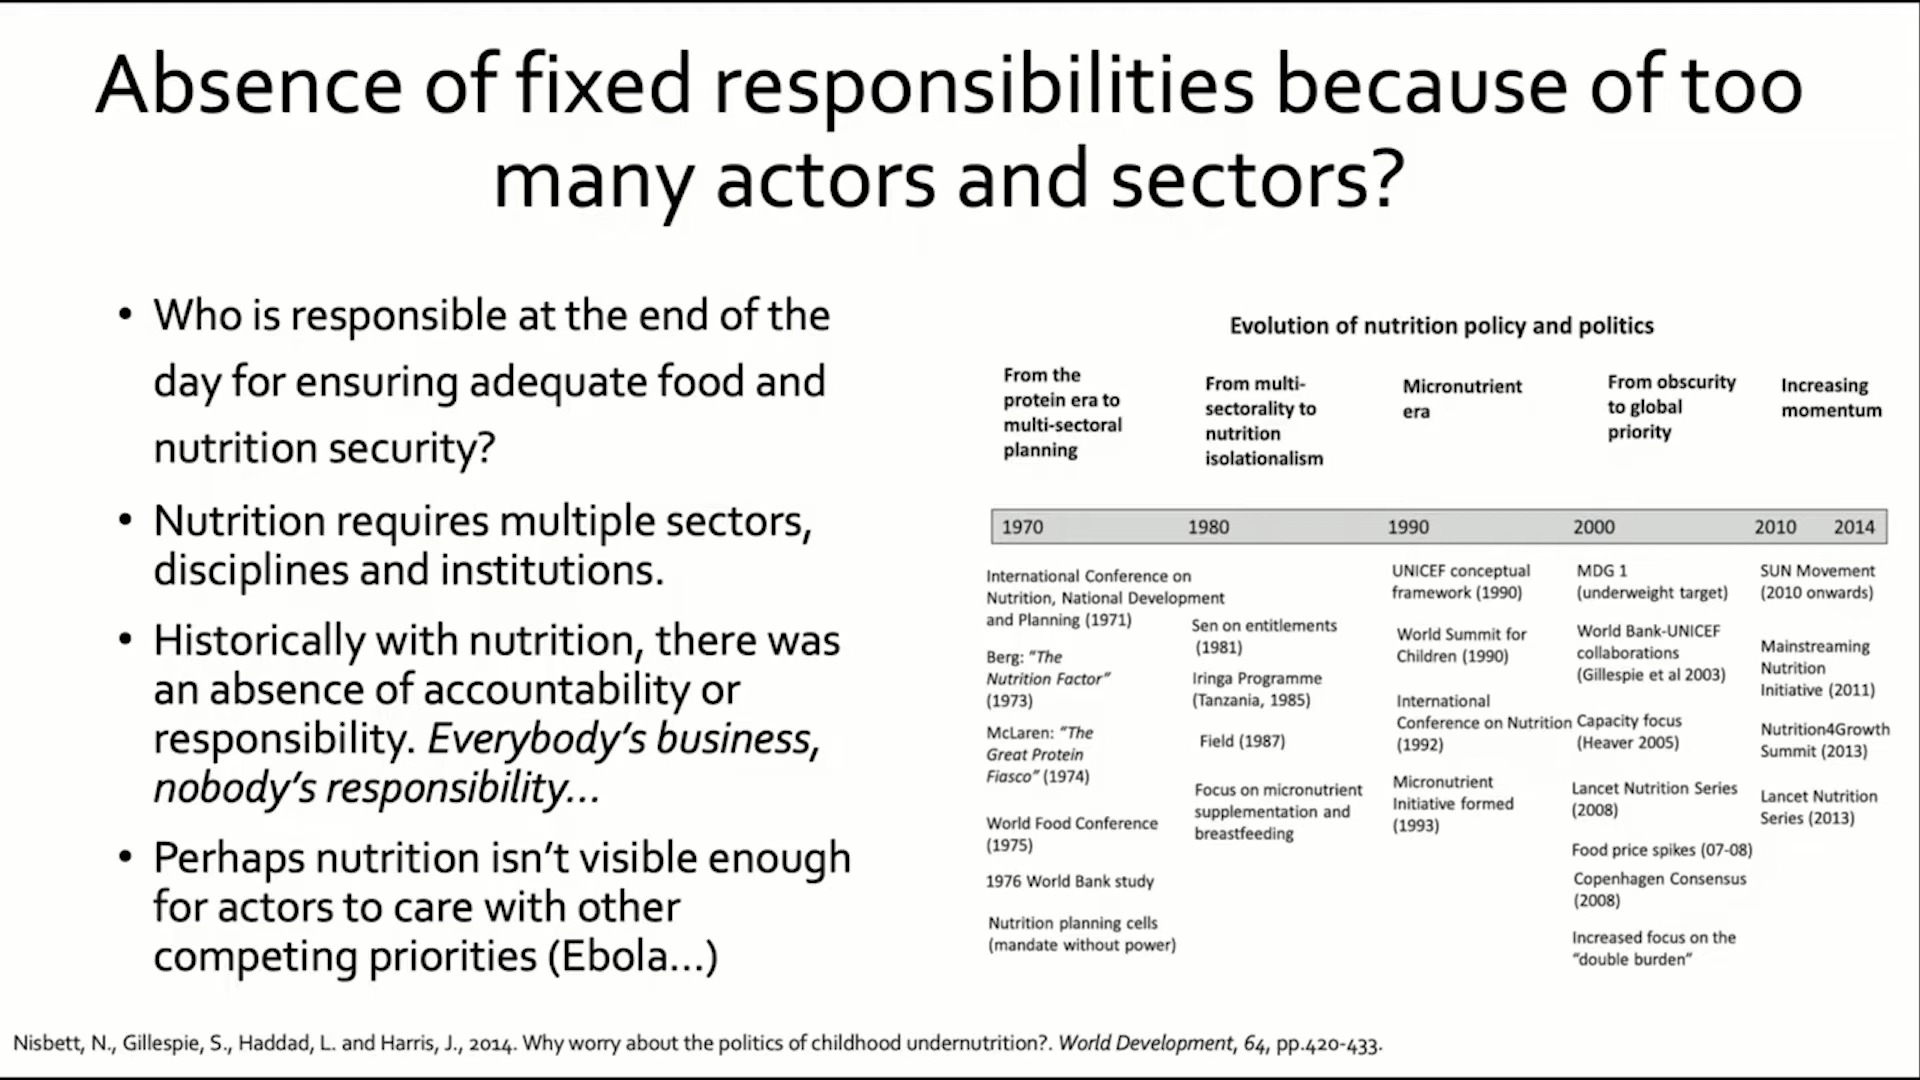 Absence of fixed responsibilities because of too
many actors and sectors?
• Who is responsible at the end of the
day for ensuring adequate food and
nutrition security?
• Nutrition requires multiple sectors,
disciplines and institutions.
• Historically with nutrition, there was
an absence of accountability or
responsibility. Everybody’s business,
nobody’s responsibility...
• Perhaps nutrition isn’t visible enough
for actors to care with other
competing priorities (Ebola...)
Evolution of nutrition policy and politics
From the
protein era to
multi-sectoral
planning
From multi-
sectorality to
nutrition
isolationalism
Micronutrient
era
From obscurity
to global
priority
Increasing
momentum
1970 1980 1990 2000 2010 2014
International Conference on
Nutrition, National Development
and Planning (1971)
Berg: “The
Nutrition Factor”
(1973)
McLaren: “The
Great Protein
Fiasco” (1974)
World Food Conference
(1975)
1976 World Bank study
Nutrition planning cells
(mandate without power)
Sen on entitlements
(1981)
Iringa Programme
(Tanzania, 1985)
Field (1987)
Focus on micronutrient
supplementation and
breastfeeding
UNICEF conceptual
framework (1990)
World Summit for
Children (1990)
International
Conference on Nutrition
(1992)
Micronutrient
Initiative formed
(1993)
MDG 1
(underweight target)
World Bank-UNICEF
collaborations
(Gillespie et al 2003)
Capacity focus
(Heaver 2005)
Lancet Nutrition Series
(2008)
Food price spikes (07-08)
Copenhagen Consensus
(2008)
Increased focus on the
“double burden”
SUN Movement
(2010 onwards)
Mainstreaming
Nutrition
Initiative (2011)
Nutrition4Growth
Summit (2013)
Lancet Nutrition
Series (2013)
Nisbett, N., Gillespie, S., Haddad, L. and Harris, J., 2014. Why worry about the politics of childhood undernutrition?. World Development, 64, pp.420-433.